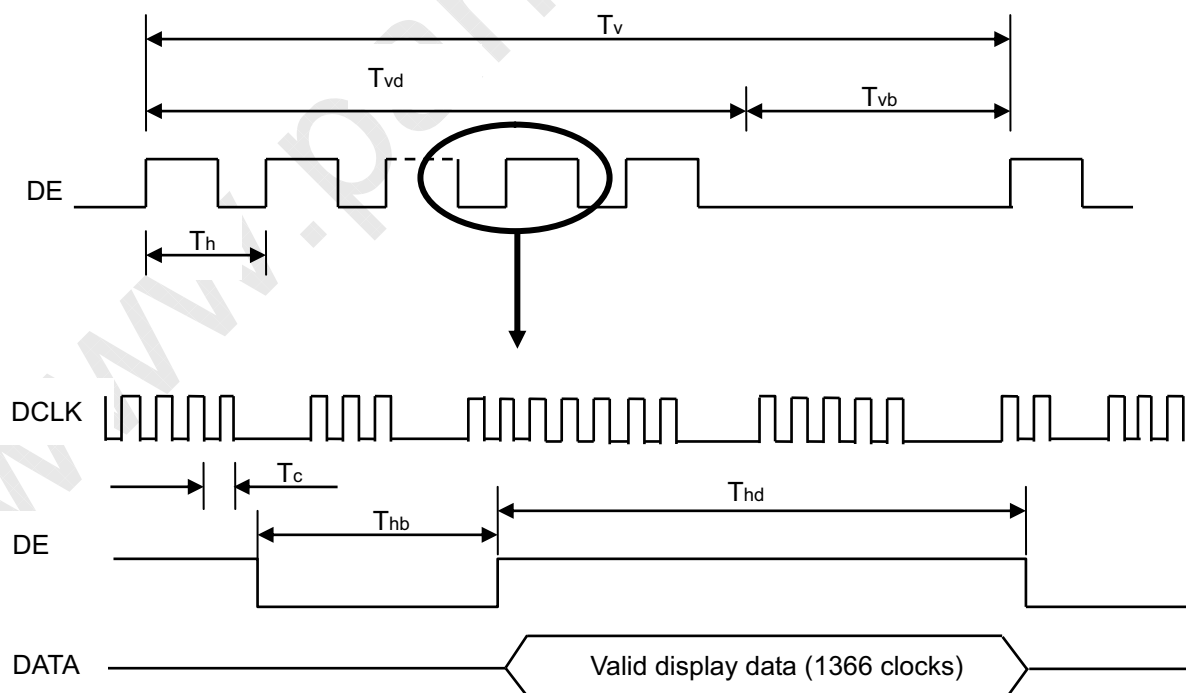 Tv
Tvd
Tvb
DE
Th
DCLK
Tc
Thd
Thb
DE
DATA
Valid display data (1366 clocks)